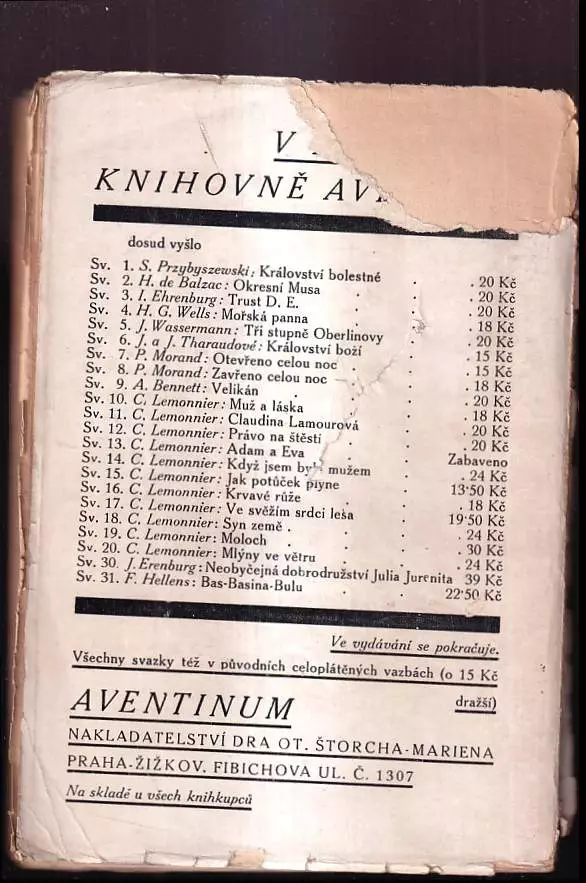 V
KNIHOVNĚ
dosud vyšlo
Sv. 1. S. Przybyszewski: Království bolestné . . 20 Kč
Sv. 2. H. de Balzac: Okresní Musa . . . 20 Kč
Sv. 3. I. Ehrenburg: Trust D. E. . . . 20 Kč
Sv. 4. H. G. Wells: Mořská panna . . . 18 Kč
Sv. 5. J. Wassermann: Tři stupně Oberlinovy . 20 Kč
Sv. 6. J. a J. Tharaudové: Království boží . . 15 Kč
Sv. 7. P. Morand: Otevřeno celou noc . . . 15 Kč
Sv. 8. P. Morand: Zavřeno celou noc . . . 18 Kč
Sv. 9. A. Bennett: Velikán . . . 20 Kč
Sv. 10. C. Lemonnier: Muž a láska . . . 18 Kč
Sv. 11. C. Lemonnier: Claudina Lamourová . . 20 Kč
Sv. 12. C. Lemonnier: Právo na štěstí . . . 20 Kč
Sv. 13. C. Lemonnier: Adam a Eva . . Zabaveno
Sv. 14. C. Lemonnier: Když jsem byl mužem . . 24 Kč
Sv. 15. C. Lemonnier: Jak potůček plyne . 13·50 Kč
Sv. 16. C. Lemonnier: Krvavé růže . . . 18 Kč
Sv. 17. C. Lemonnier: Ve svěžím srdci lesa . 19·50 Kč
Sv. 18. C. Lemonnier: Syn země . . . 24 Kč
Sv. 19. C. Lemonnier: Moloch . . . 30 Kč
Sv. 20. C. Lemonnier: Mlýny ve větru . . 24 Kč
Sv. 30. J. Erenburg: Neobyčejná dobrodružství Julia Jurenita 39 Kč
Sv. 31. F. Hellens: Bas-Basina-Bulu . . 22·50 Kč
Ve vydávání se pokračuje.
Všechny svazky též v původních celoplátěných vazbách (o 15 Kč
dražší)
AVENTINUM
NAKLADATELSTVÍ DRA OT. ŠTORCHA-MARIENA
PRAHA-ŽIŽKOV, FIBICHOVA UL. Č. 1307
Na skladě u všech knihkupců